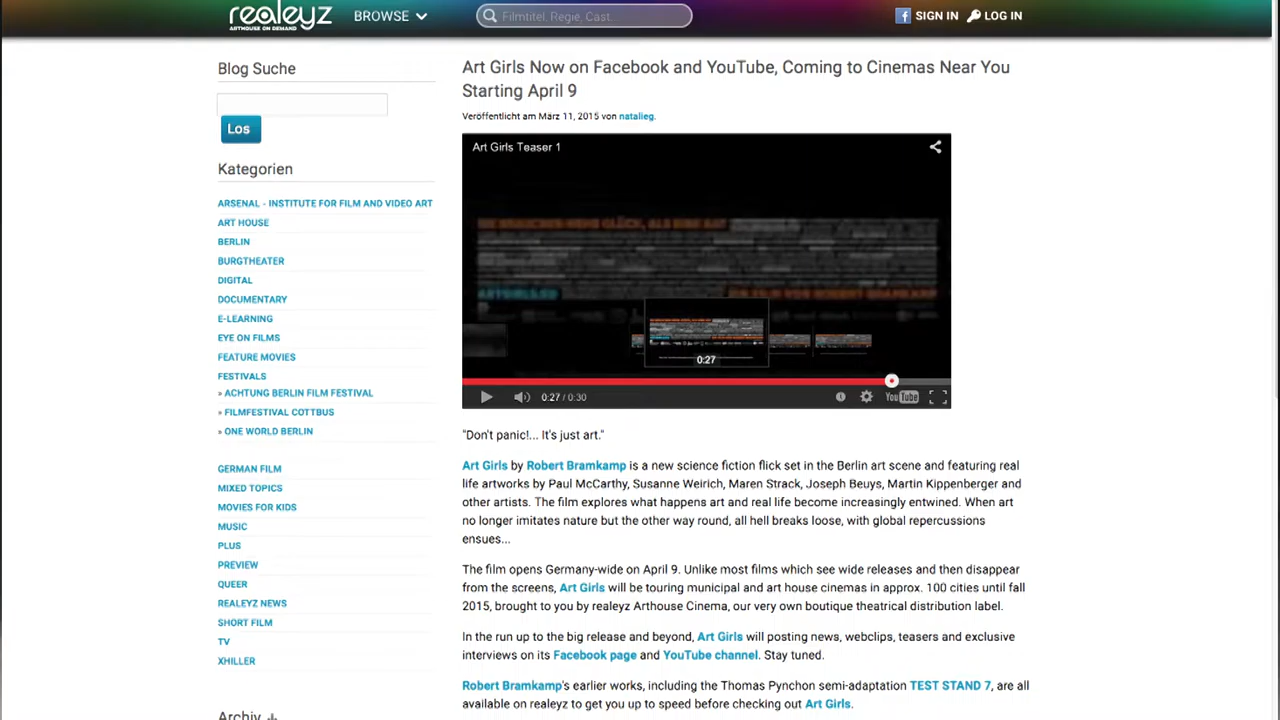 realeyz
ARTHOUSE ON DEMAND
BROWSE
Filmtitel, Regie, Cast.
SIGN IN
LOG IN
Blog Suche
Los
Kategorien
ARSENAL - INSTITUTE FOR FILM AND VIDEO ART
ART HOUSE
BERLIN
BURGTHEATER
DIGITAL
DOCUMENTARY
E-LEARNING
EYE ON FILMS
FEATURE MOVIES
FESTIVALS
» ACHTUNG BERLIN FILM FESTIVAL
» FILMFESTIVAL COTTBUS
» ONE WORLD BERLIN
GERMAN FILM
MIXED TOPICS
MOVIES FOR KIDS
MUSIC
PLUS
PREVIEW
QUEER
REALEYZ NEWS
SHORT FILM
TV
XHILLER
Archiv +
Art Girls Now on Facebook and YouTube, Coming to Cinemas Near You
Starting April 9
Veröffentlicht am März 11, 2015 von natalieg.
Art Girls Teaser 1
0:27
0:27 / 0:30
YouTube
"Don't panic!... It's just art."
Art Girls by Robert Bramkamp is a new science fiction flick set in the Berlin art scene and featuring real
life artworks by Paul McCarthy, Susanne Weirich, Maren Strack, Joseph Beuys, Martin Kippenberger and
other artists. The film explores what happens art and real life become increasingly entwined. When art
no longer imitates nature but the other way round, all hell breaks loose, with global repercussions
ensues...
The film opens Germany-wide on April 9. Unlike most films which see wide releases and then disappear
from the screens, Art Girls will be touring municipal and art house cinemas in approx. 100 cities until fall
2015, brought to you by realeyz Arthouse Cinema, our very own boutique theatrical distribution label.
In the run up to the big release and beyond, Art Girls will posting news, webclips, teasers and exclusive
interviews on its Facebook page and YouTube channel. Stay tuned.
Robert Bramkamp's earlier works, including the Thomas Pynchon semi-adaptation TEST STAND 7, are all
available on realeyz to get you up to speed before checking out Art Girls.